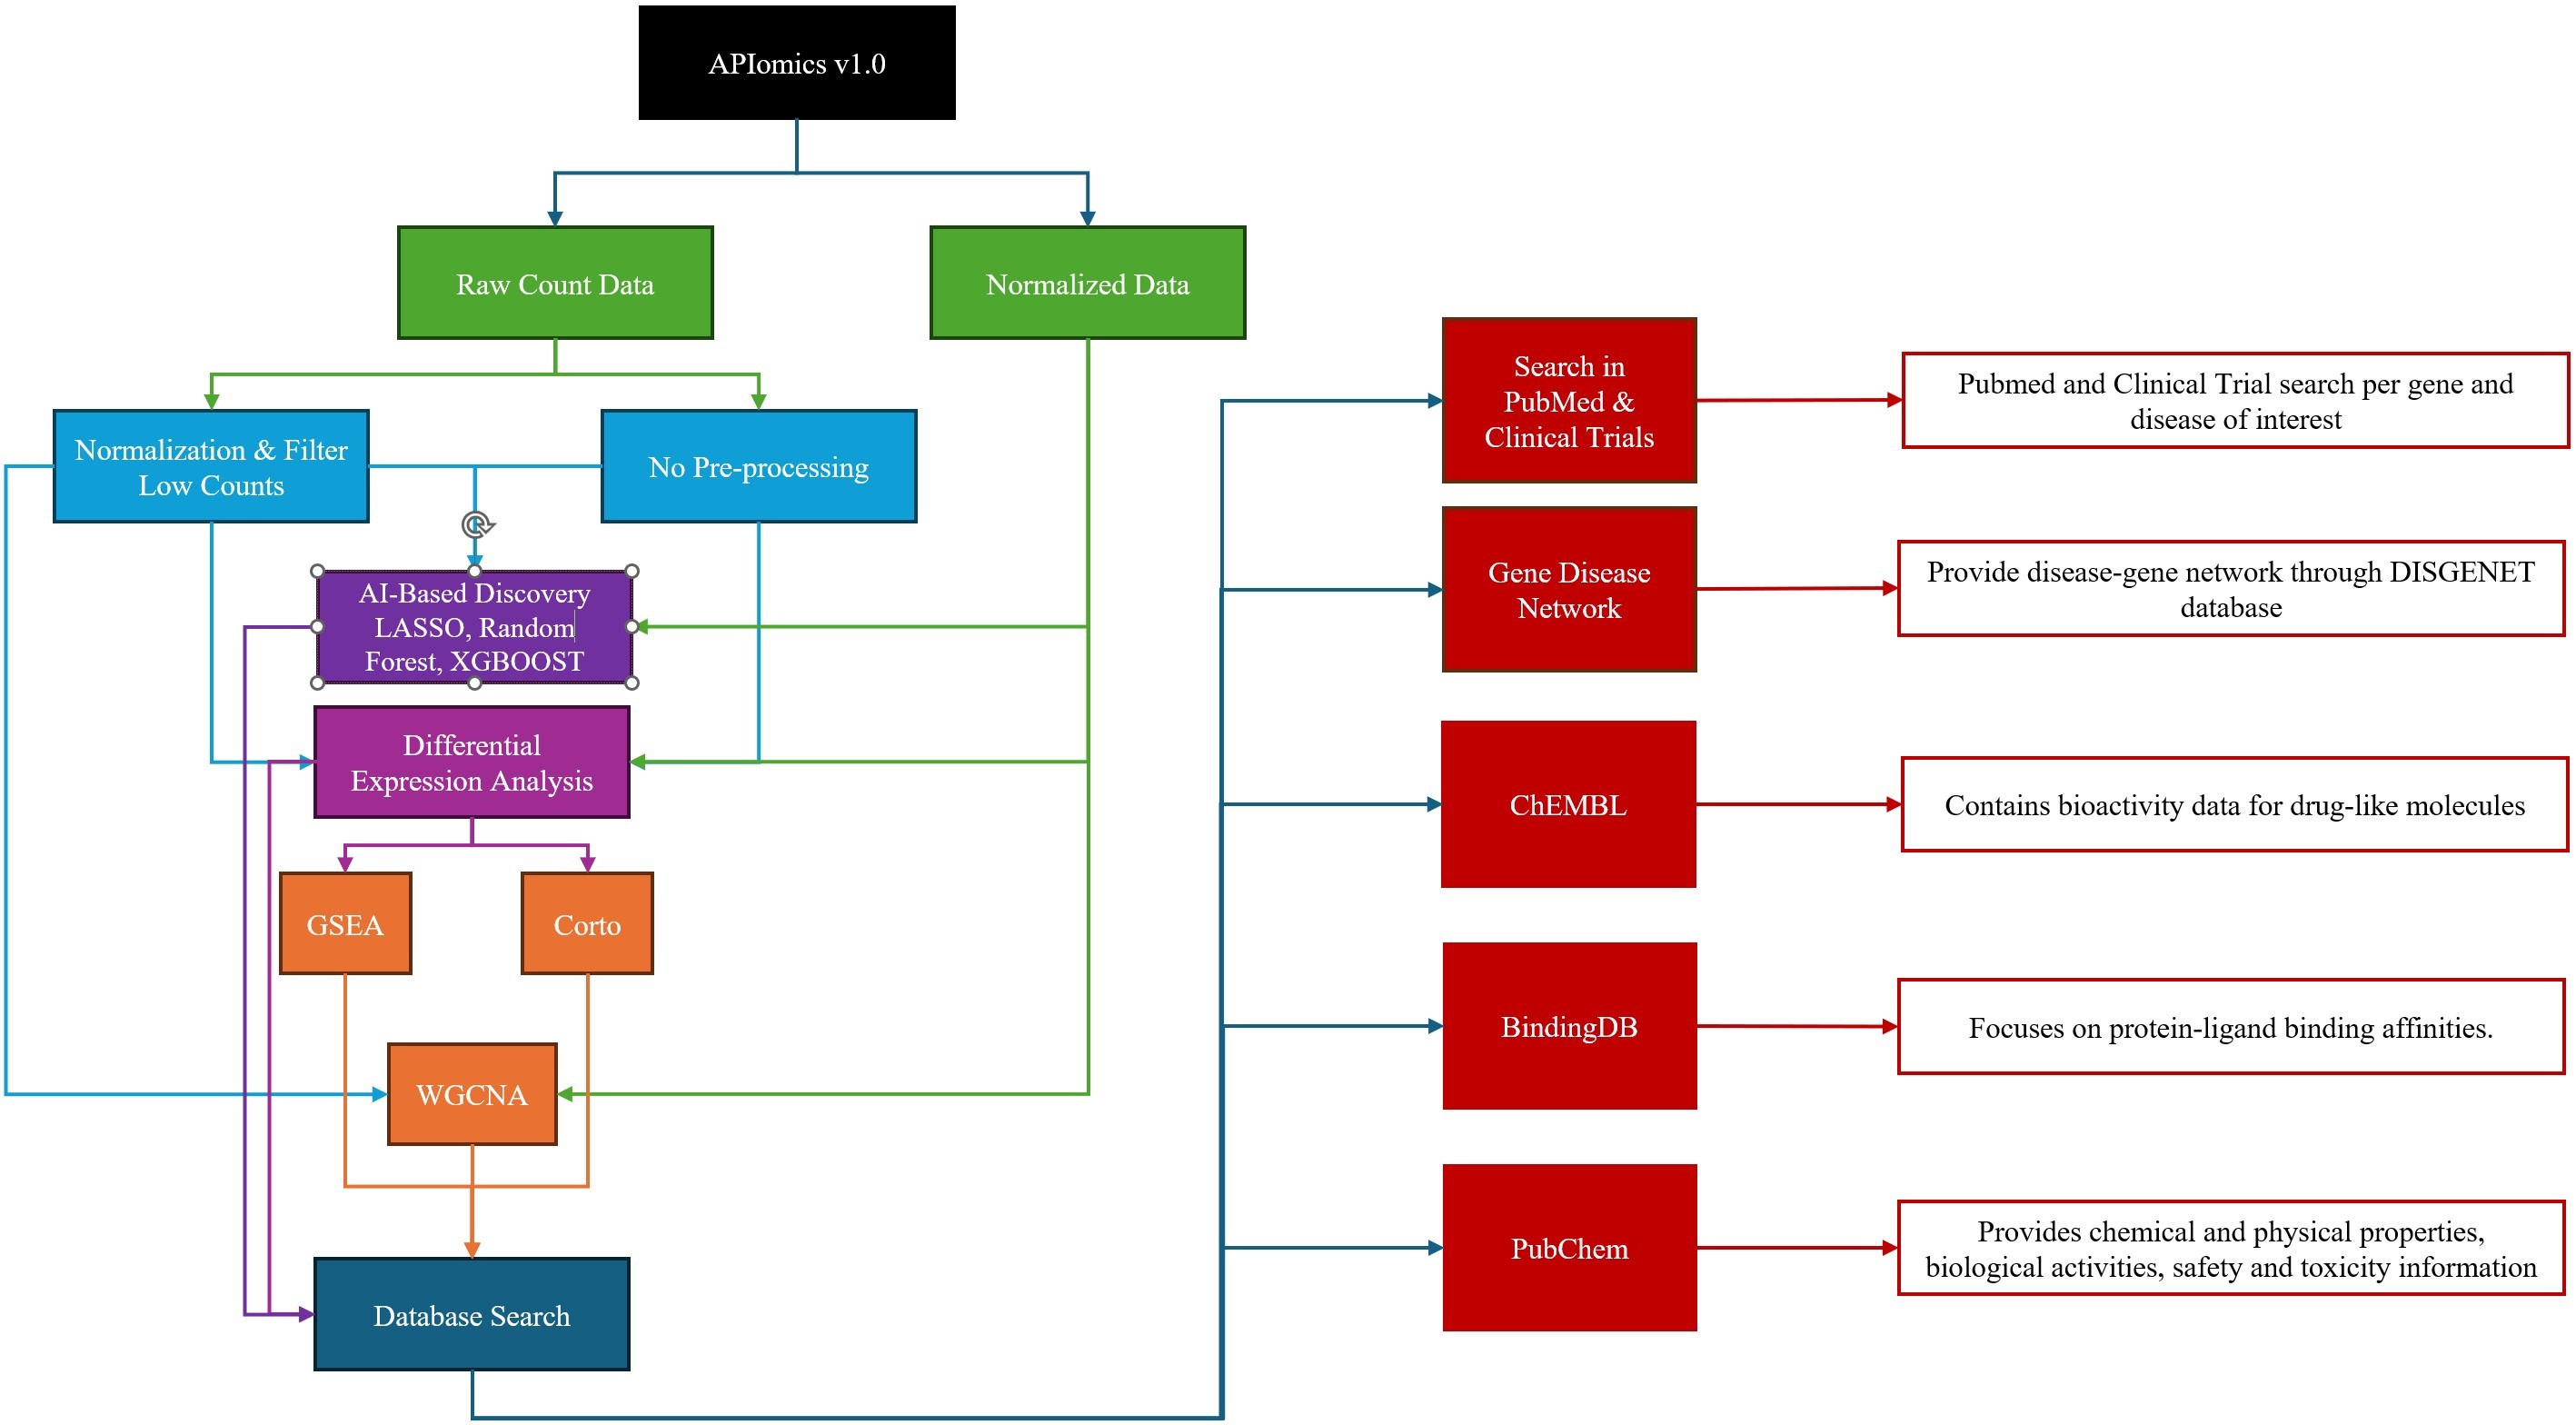 APIomics v1.0
Raw Count Data
Normalized Data
Normalization & Filter
Low Counts
No Pre-processing
AI-Based Discovery
LASSO, Random
Forest, XGBOOST
Differential
Expression Analysis
GSEA
Corto
WGCNA
Database Search
Search in
PubMed &
Clinical Trials
Pubmed and Clinical Trial search per gene and
disease of interest
Gene Disease
Network
Provide disease-gene network through DISGENET
database
ChEMBL
Contains bioactivity data for drug-like molecules
BindingDB
Focuses on protein-ligand binding affinities.
PubChem
Provides chemical and physical properties,
biological activities, safety and toxicity information